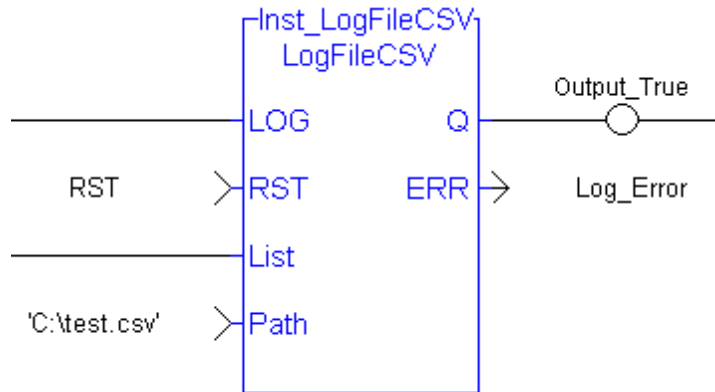 Inst_LogFileCSV
LogFileCSV
Output_True
LOG Q
RST RST ERR Log_Error
List
'C:\test.csv' Path